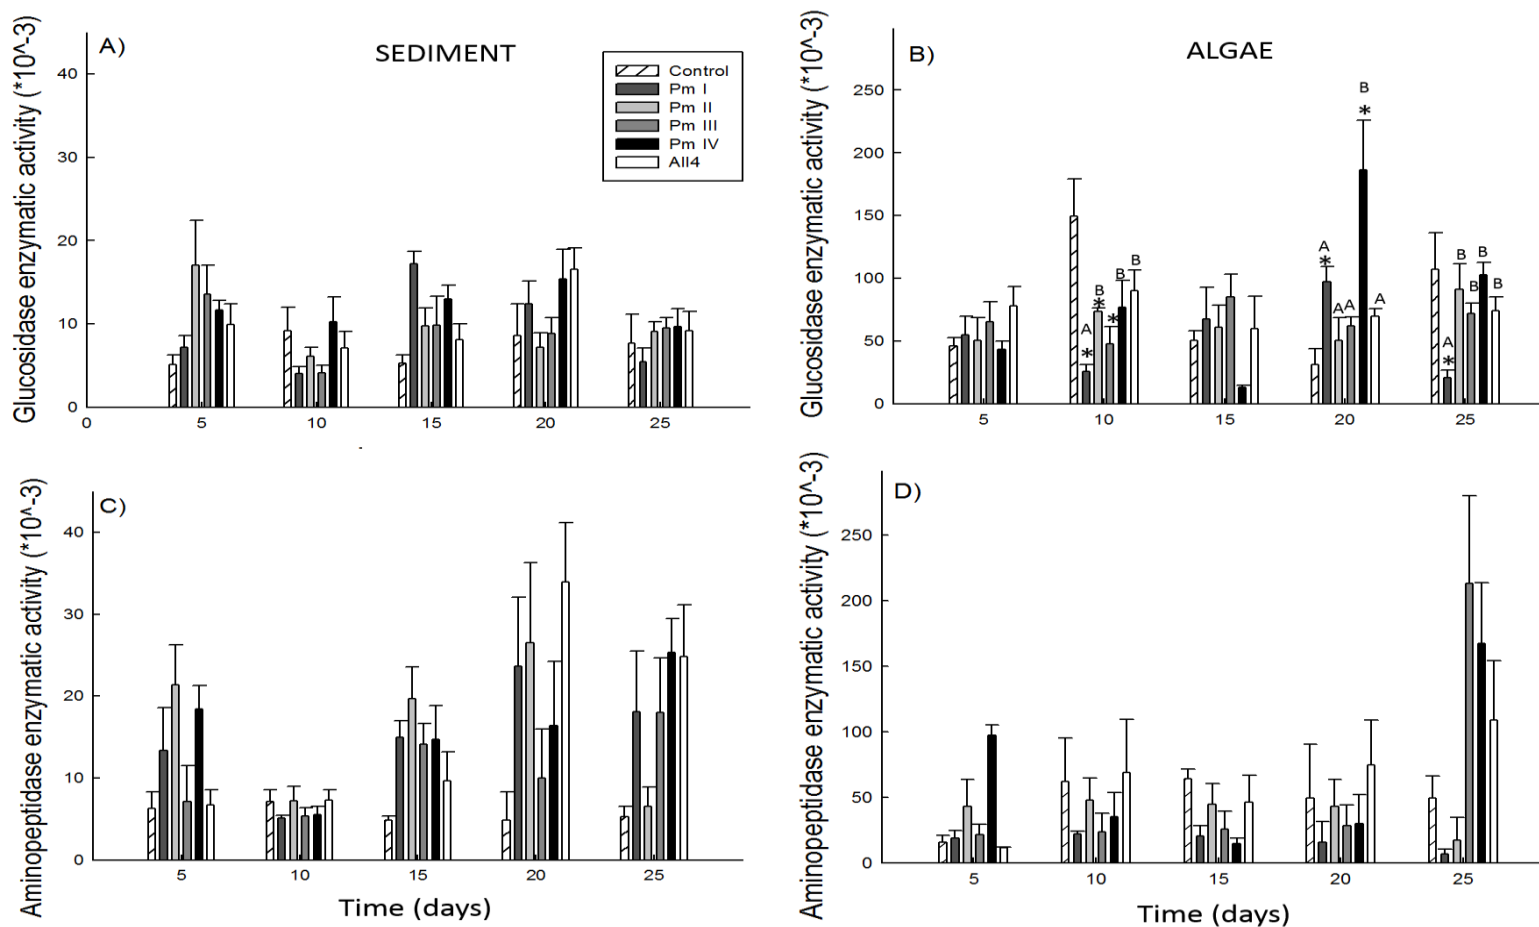 A)
SEDIMENT
Glucosidase enzymatic activity (*10^-3)
40
30
20
10
0
0
5
10
15
20
25
Control
Pm I
Pm II
Pm III
Pm IV
All4
B)
ALGAE
Glucosidase enzymatic activity (*10^-3)
250
200
150
100
50
0
5
10
15
20
25
A
*
B
*
*
B
B
A
*
A
A
B
*
A
A
*
B
B
B
B
C)
Aminopeptidase enzymatic activity (*10^-3)
40
30
20
10
0
5
10
15
20
25
Time (days)
D)
Aminopeptidase enzymatic activity (*10^-3)
250
200
150
100
50
0
5
10
15
20
25
Time (days)